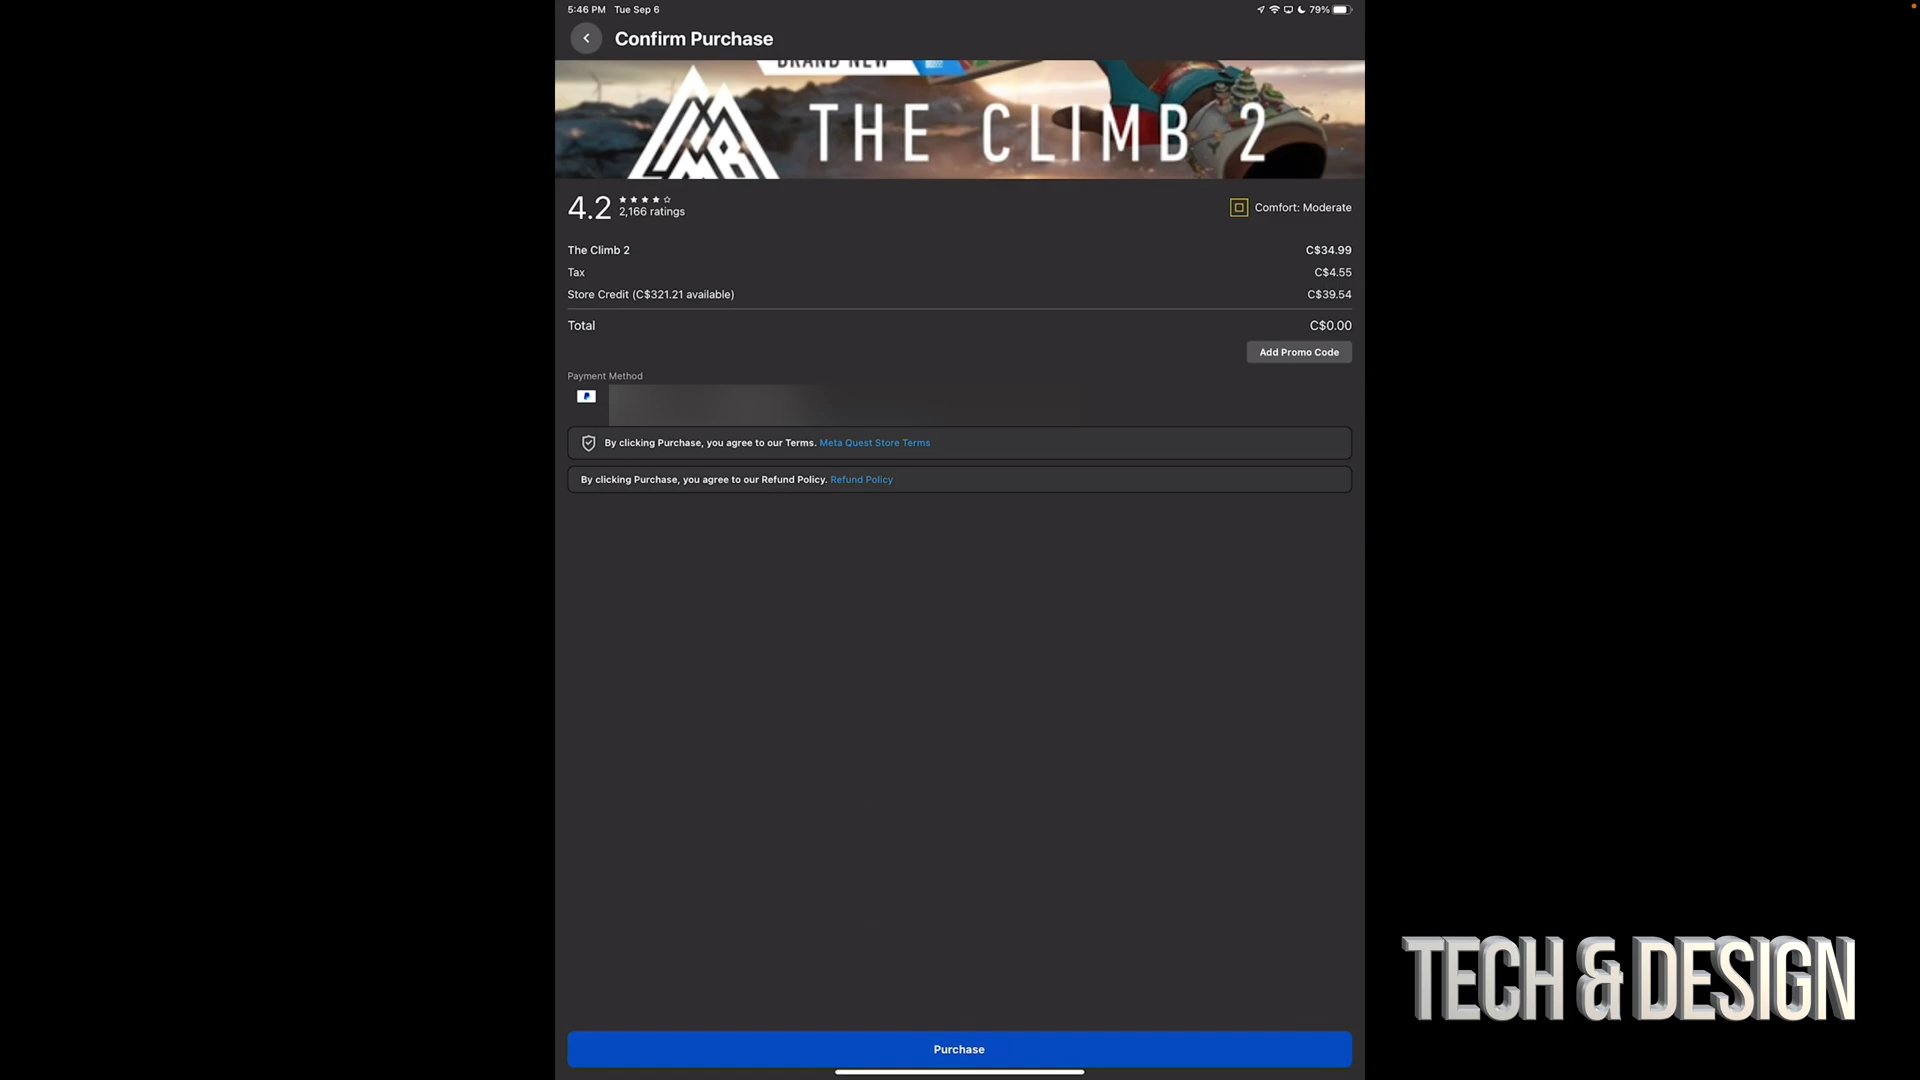 5:46 PM Tue Sep 6 79%
Confirm Purchase
BRAND NEW
THE CLIMB 2
4.2
2,166 ratings
Comfort: Moderate
The Climb 2 C$34.99
Tax C$4.55
Store Credit (C$321.21 available) C$39.54
Total C$0.00
Add Promo Code
Payment Method
By clicking Purchase, you agree to our Terms. Meta Quest Store Terms
By clicking Purchase, you agree to our Refund Policy. Refund Policy
TECH & DESIGN
Purchase